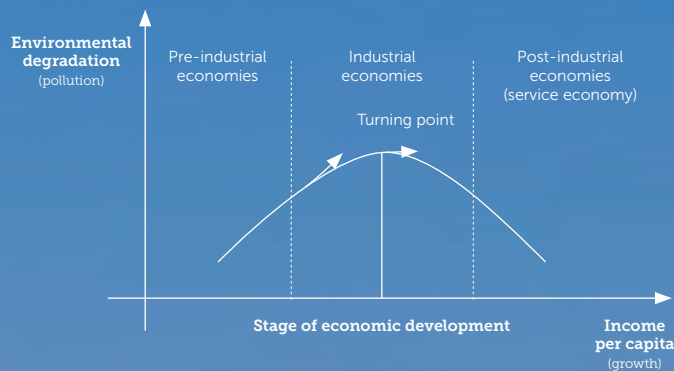 Environmental
degradation
(pollution)
Pre-industrial
economies
Industrial
economies
Post-industrial
economies
(service economy)
Turning point
Stage of economic development
Income
per capita
(growth)